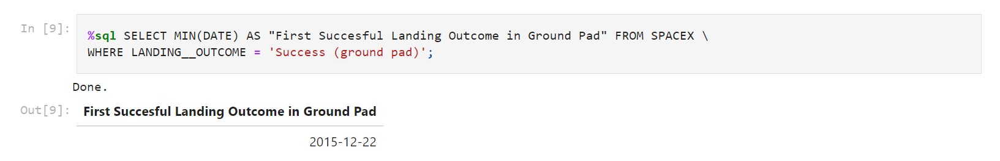 In [9]:
%sql SELECT MIN(DATE) AS "First Succesful Landing Outcome in Ground Pad" FROM SPACEX \
WHERE LANDING__OUTCOME = 'Success (ground pad)';
Done.
Out[9]:
First Succesful Landing Outcome in Ground Pad
2015-12-22